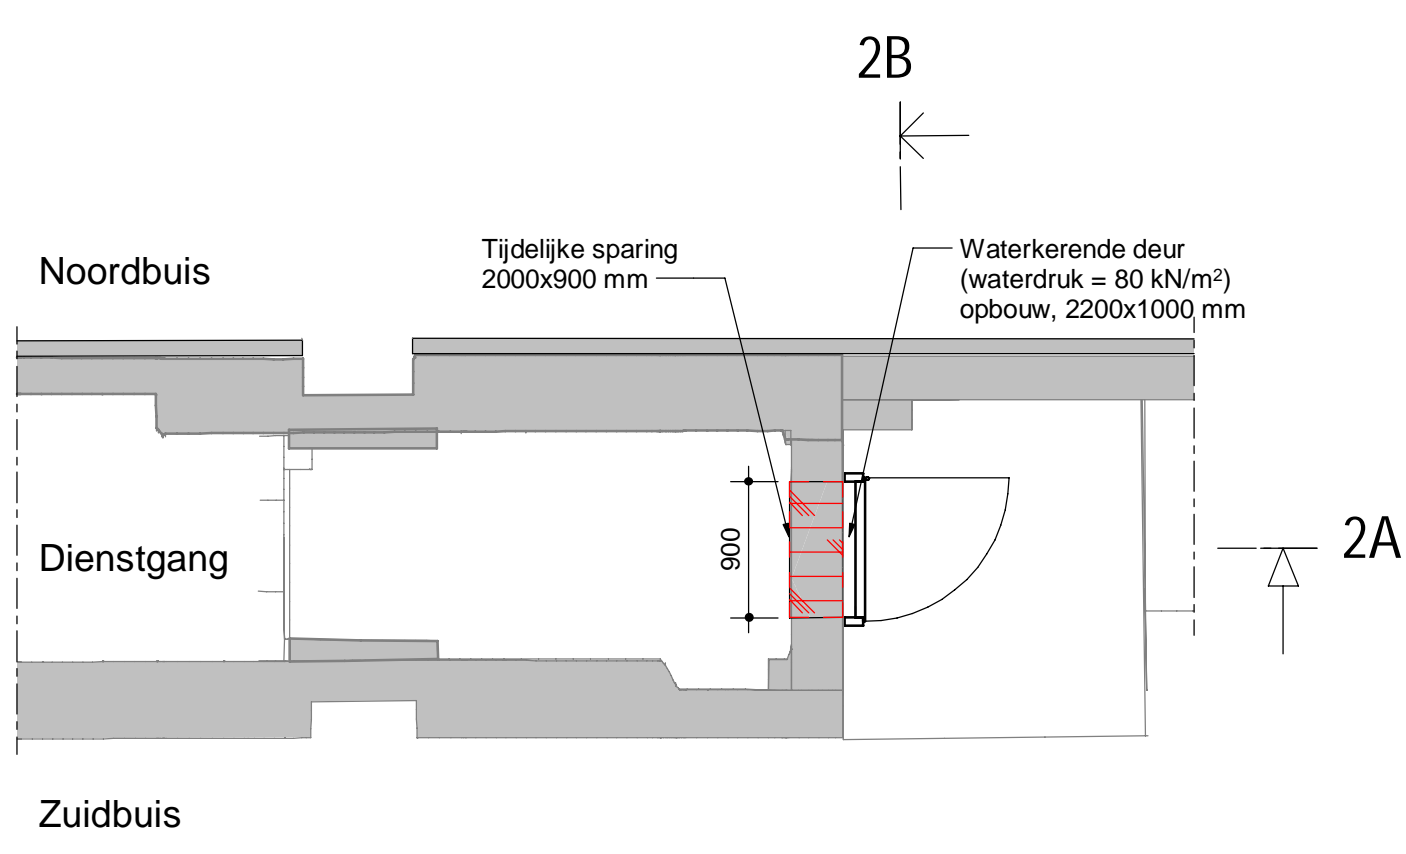 2B
Tijdelijke sparing
2000x900 mm
Waterkerende deur
(waterdruk = 80 kN/m²)
opbouw, 2200x1000 mm
Noordbuis
900
2A
Dienstgang
Zuidbuis